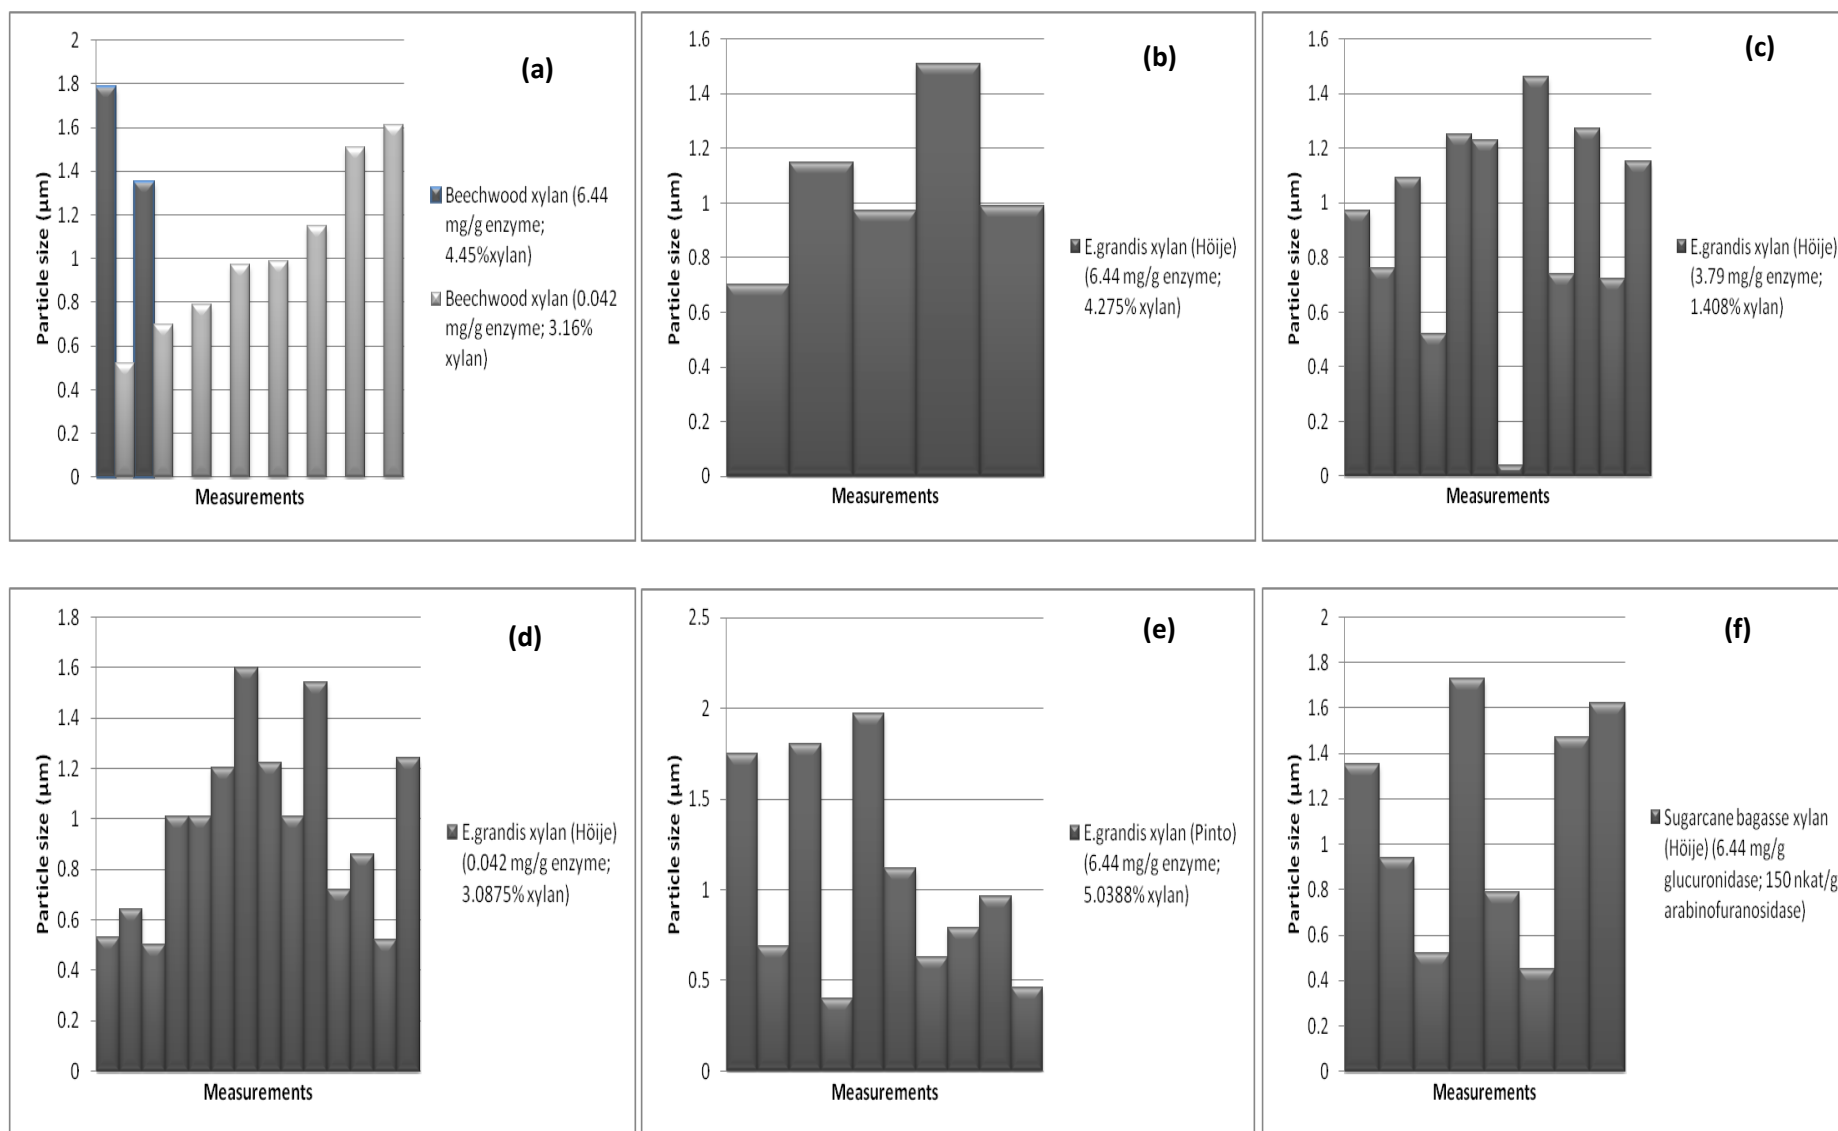 (a)
2
1.8
1.6
1.4
1.2
1
0.8
0.6
0.4
0.2
0
Particle size (µm)
Measurements
Beechwood xylan (6.44
mg/g enzyme;
4.45%xylan)
Beechwood xylan (0.042
mg/g enzyme; 3.16%
xylan)
(b)
1.6
1.4
1.2
1
0.8
0.6
0.4
0.2
0
Particle size (µm)
Measurements
E.grandis xylan (Höije)
(6.44 mg/g enzyme;
4.275% xylan)
(c)
1.6
1.4
1.2
1
0.8
0.6
0.4
0.2
0
Particle size (µm)
Measurements
E.grandis xylan (Höije)
(3.79 mg/g enzyme;
1.408% xylan)
(d)
1.8
1.6
1.4
1.2
1
0.8
0.6
0.4
0.2
0
Particle size (µm)
Measurements
E.grandis xylan (Höije)
(0.042 mg/g enzyme;
3.0875% xylan)
(e)
2.5
2
1.5
1
0.5
0
Particle size (µm)
Measurements
E.grandis xylan (Pinto)
(6.44 mg/g enzyme;
5.0388% xylan)
(f)
2
1.8
1.6
1.4
1.2
1
0.8
0.6
0.4
0.2
0
Particle size (µm)
Measurements
Sugarcane bagasse xylan
(Höije) (6.44 mg/g
glucuronidase; 150 nkat/g
arabinofuranosidase)